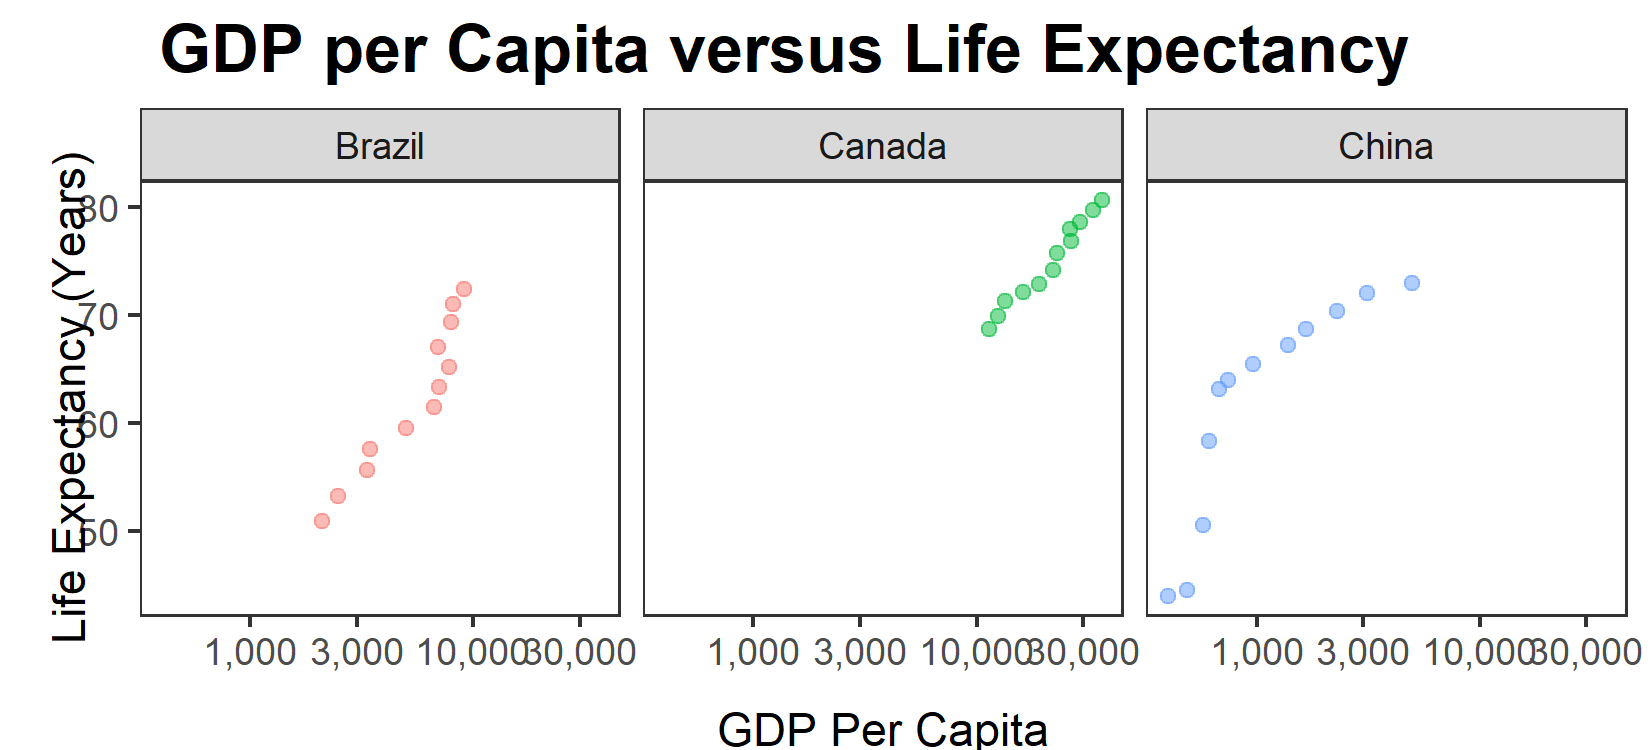 GDP per Capita versus Life Expectancy
Brazil
Canada
China
Life Expectancy (Years)
80
70
60
50
1,000 3,000 10,000 30,000
1,000 3,000 10,000 30,000
1,000 3,000 10,000 30,000
GDP Per Capita